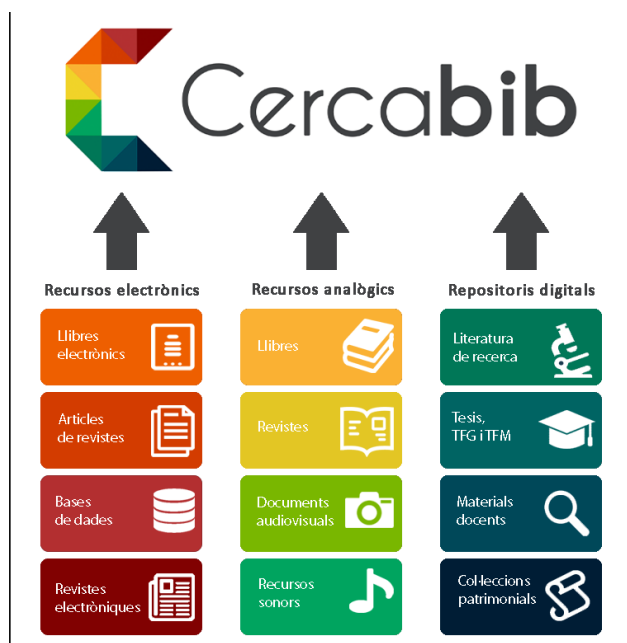 Cercabib
Recursos electrònics
Llibres
electrònics
Articles
de revistes
Bases
de dades
Revistes
electròniques
Recursos analògics
Llibres
Revistes
Documents
audiovisuals
Recursos
sonors
Repositoris digitals
Literatura
de recerca
Tesis,
TFG i TFM
Materials
docents
Col·leccions
patrimonials